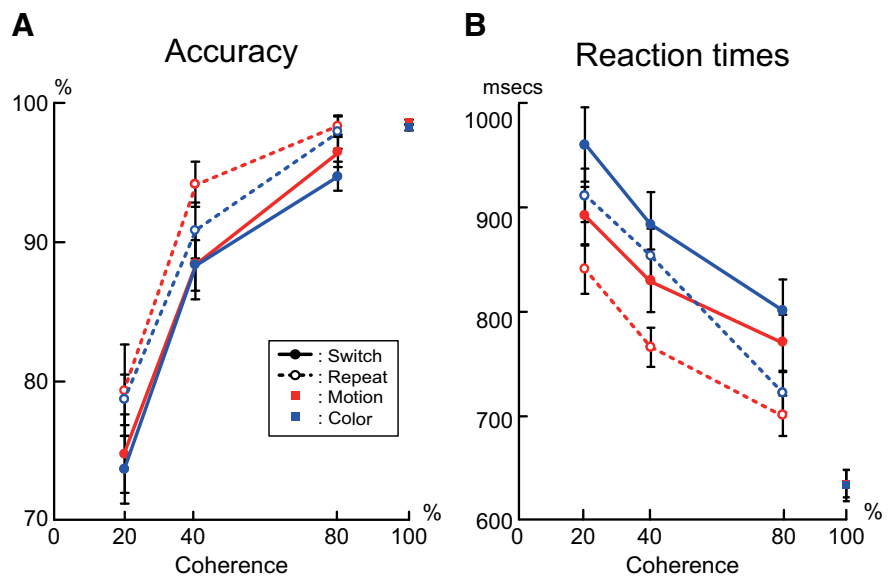 A
Accuracy
%
100
90
80
70
0
20
40
80
100
%
Coherence
: Switch
: Repeat
: Motion
: Color
B
Reaction times
msecs
1000
900
800
700
600
0
20
40
80
100
Coherence